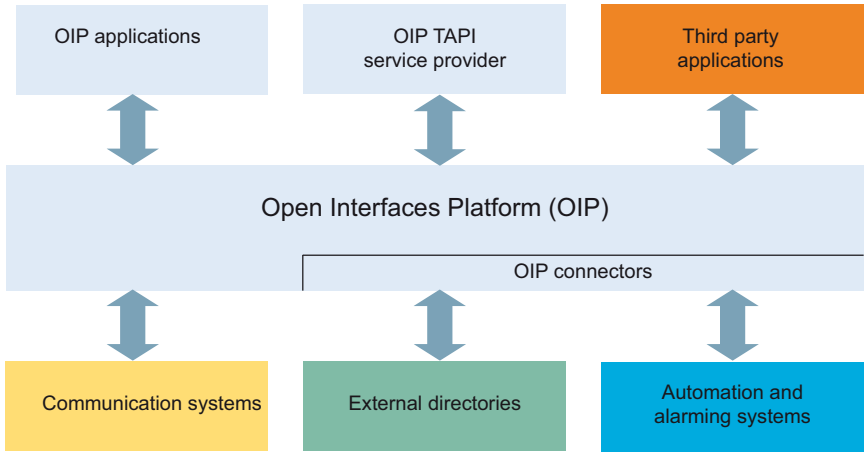 OIP applications
OIP TAPI
service provider
Third party
applications
Open Interfaces Platform (OIP)
OIP connectors
Communication systems
External directories
Automation and
alarming systems